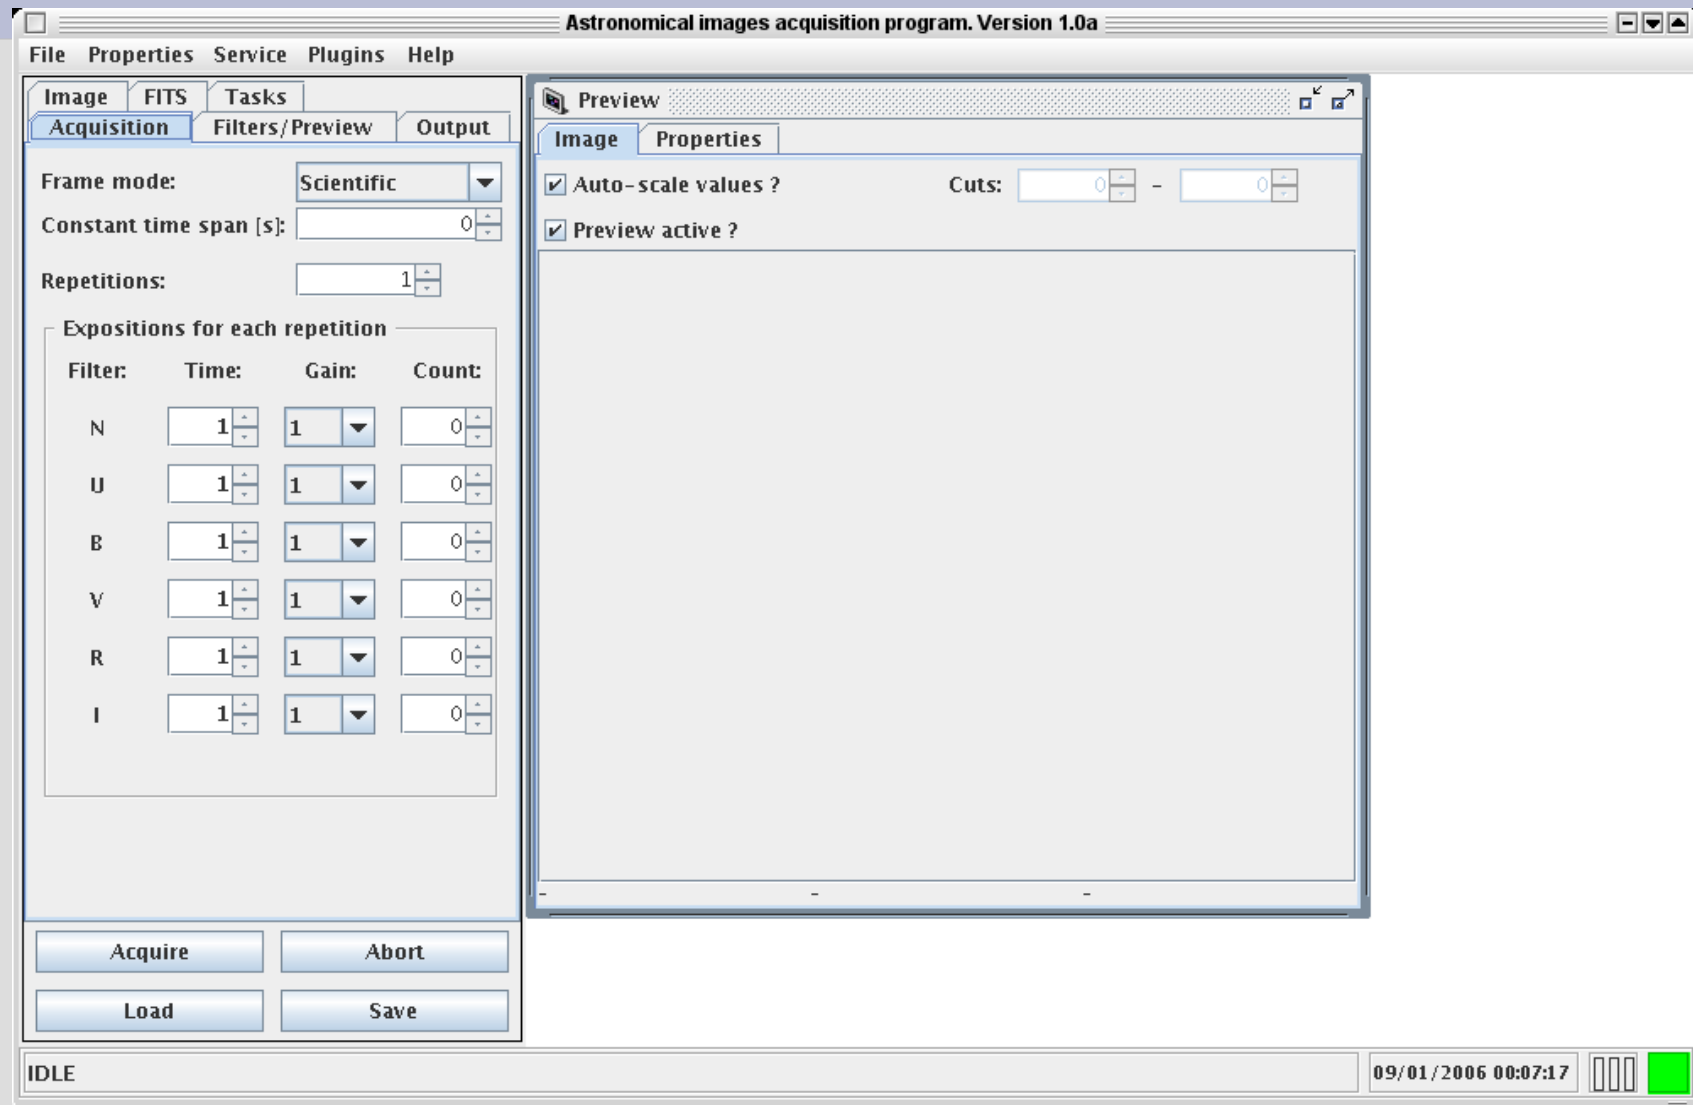 Astronomical images acquisition program. Version 1.0a
File Properties Service Plugins Help
Image FITS Tasks
Acquisition Filters/Preview Output
Frame mode: Scientific
Constant time span [s]: 0
Repetitions: 1
Expositions for each repetition
Filter: Time: Gain: Count:
N 1 1 0
U 1 1 0
B 1 1 0
V 1 1 0
R 1 1 0
I 1 1 0
Acquire Abort
Load Save
Preview
Image Properties
Auto-scale values ? Cuts: 0 - 0
Preview active ?
- - -
IDLE 09/01/2006 00:07:17